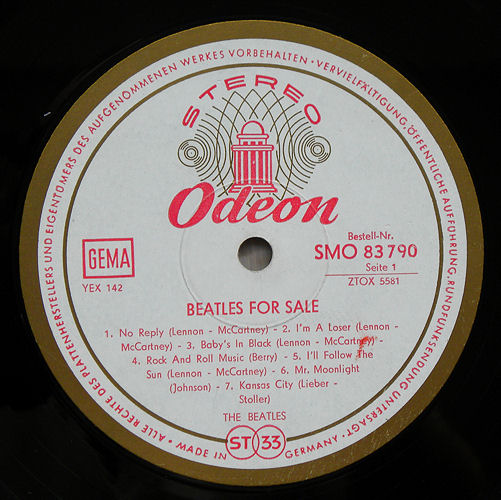 ALLE RECHTE DES PLATTENHERSTELLERS UND EIGENTÜMERS DES AUFGENOMMENEN WERKES VORBEHALTEN · VERVIELFÄLTIGUNG, ÖFFENTLICHE AUFFÜHRUNG, RUNDFUNKSENDUNG UNTERSAGT ·
STEREO
Odeon
GEMA
YEX 142
Bestell-Nr.
SMO 83790
Seite 1
ZTOX 5581
BEATLES FOR SALE
1. No Reply (Lennon - McCartney) - 2. I'm A Loser (Lennon -
McCartney) - 3. Baby's In Black (Lennon - McCartney) -
4. Rock And Roll Music (Berry) - 5. I'll Follow The
Sun (Lennon - McCartney) - 6. Mr. Moonlight
(Johnson) - 7. Kansas City (Lieber -
Stoller)
THE BEATLES
MADE IN
ST 33
GERMANY